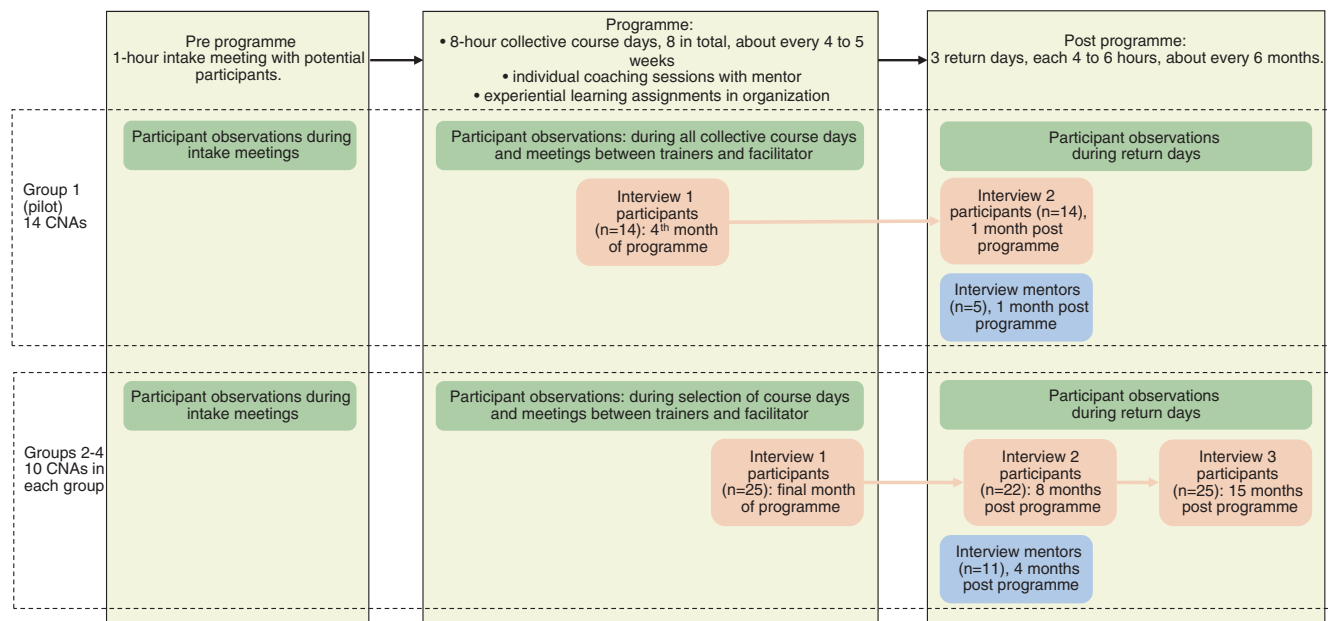 Pre programme
1-hour intake meeting with potential
participants.
Programme:
• 8-hour collective course days, 8 in total, about every 4 to 5
weeks
• individual coaching sessions with mentor
• experiential learning assignments in organization
Post programme:
3 return days, each 4 to 6 hours, about every 6 months.
Group 1
(pilot)
14 CNAs
Participant observations during
intake meetings
Participant observations: during all collective course days
and meetings between trainers and facilitator
Participant observations
during return days
Interview 1
participants
(n=14): 4th month
of programme
Interview 2
participants (n=14),
1 month post
programme
Interview mentors
(n=5), 1 month post
programme
Groups 2-4
10 CNAs in
each group
Participant observations during
intake meetings
Participant observations: during selection of course days
and meetings between trainers and facilitator
Participant observations
during return days
Interview 1
participants
(n=25): final month
of programme
Interview 2
participants
(n=22): 8 months
post programme
Interview 3
participants
(n=25): 15 months
post programme
Interview mentors
(n=11), 4 months
post programme